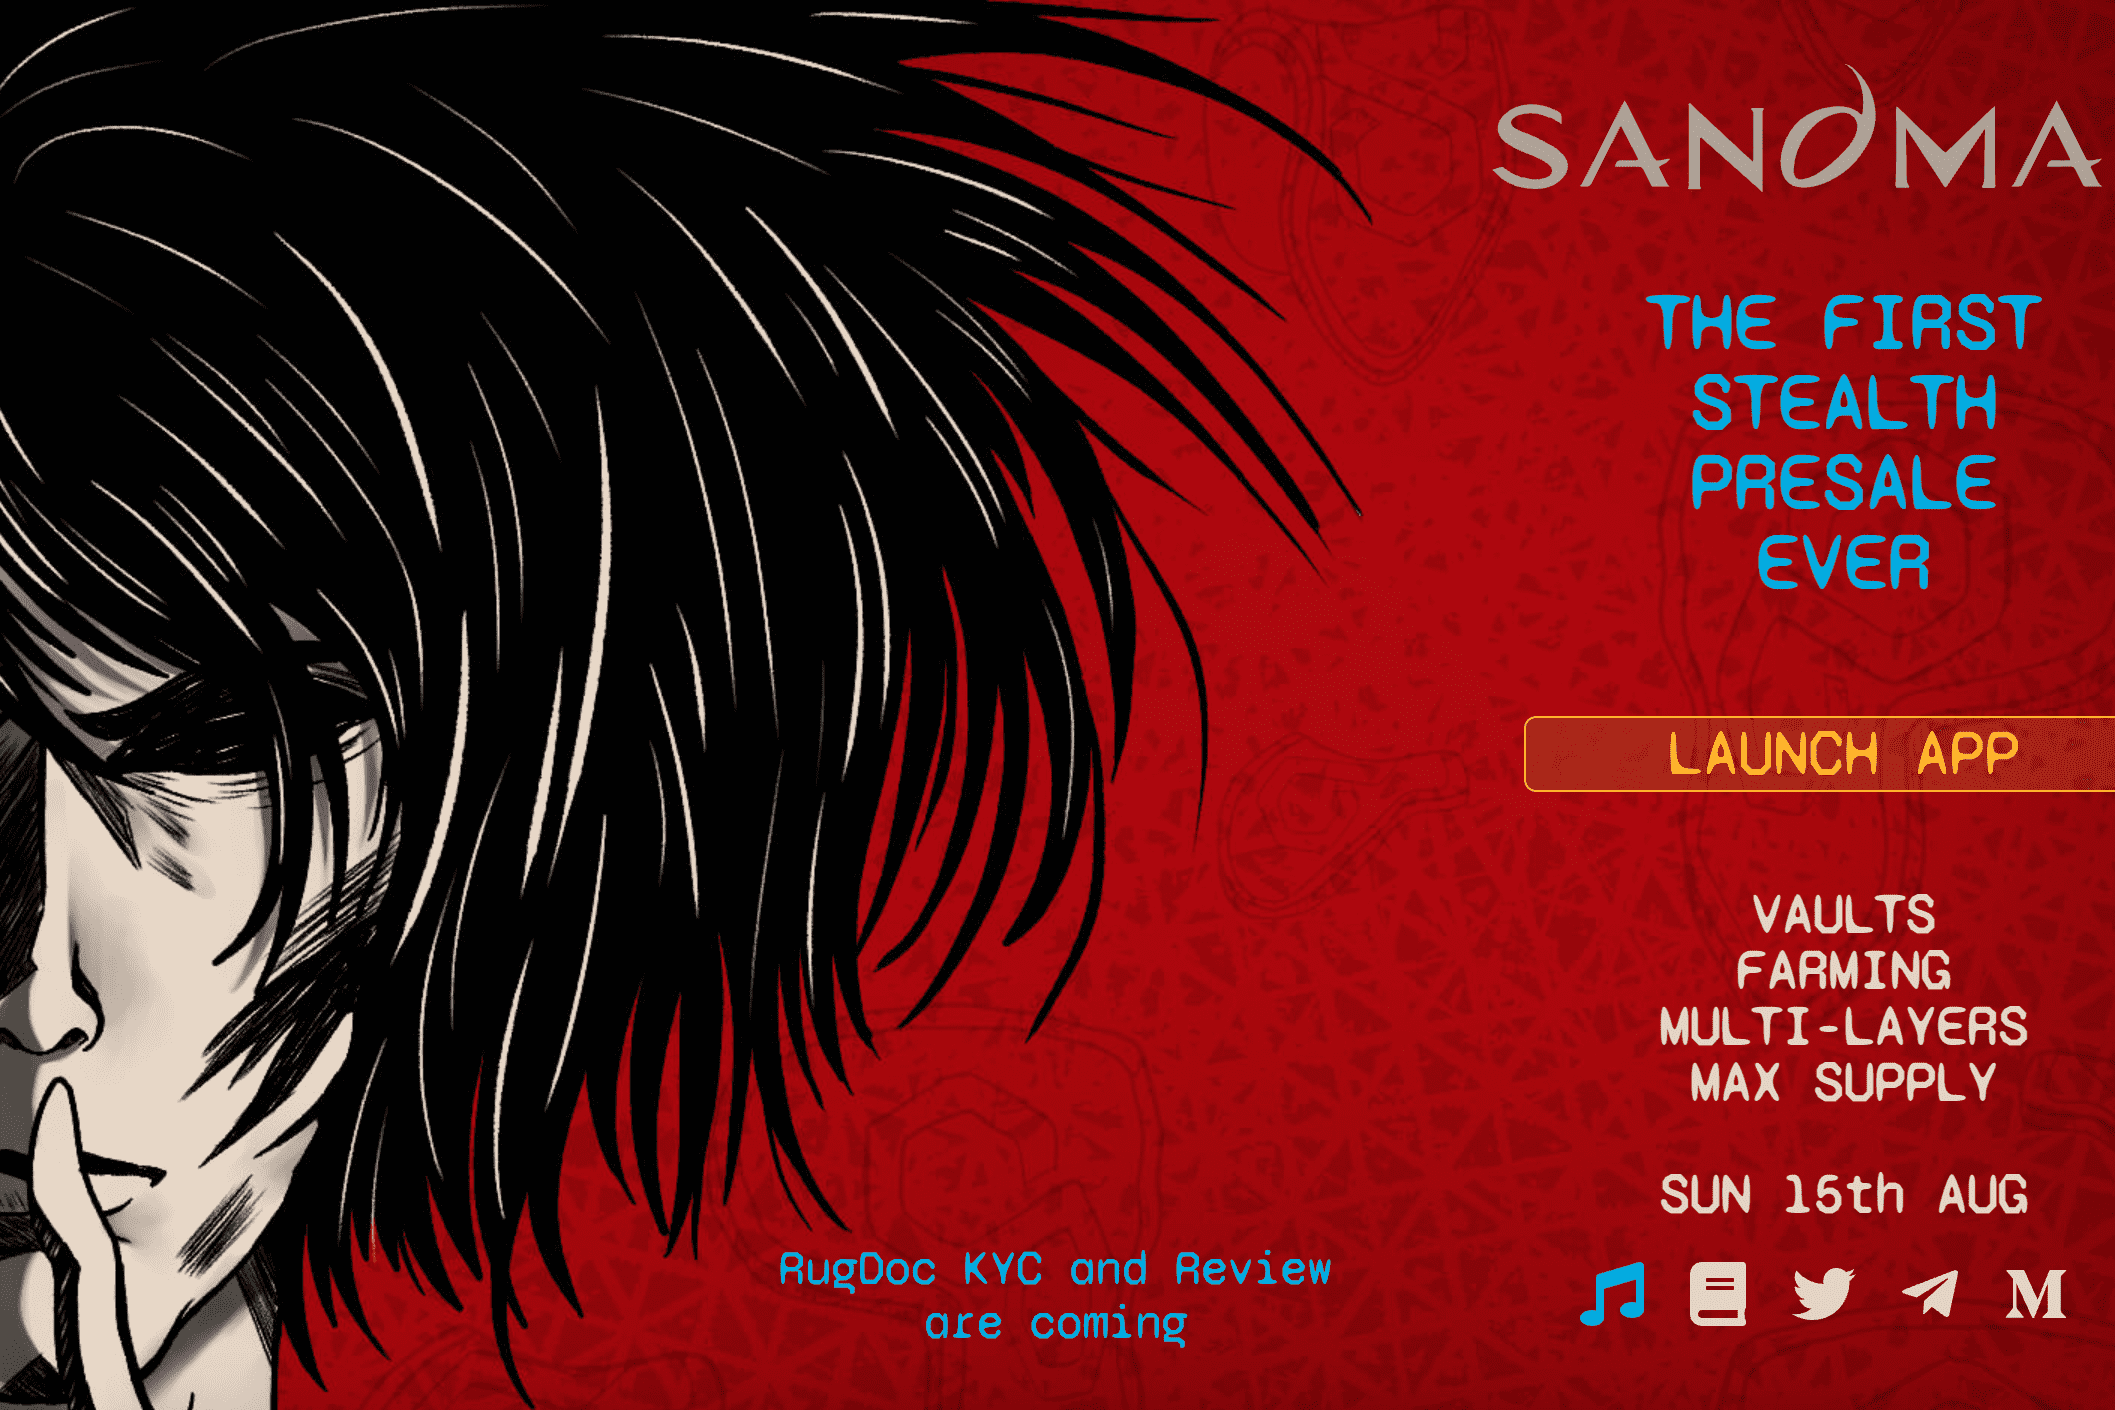 SANdMA
THE FIRST
STEALTH
PRESALE
EVER
LAUNCH APP
VAULTS
FARMING
MULTI-LAYERS
MAX SUPPLY
SUN 15th AUG
RugDoc KYC and Review
are coming